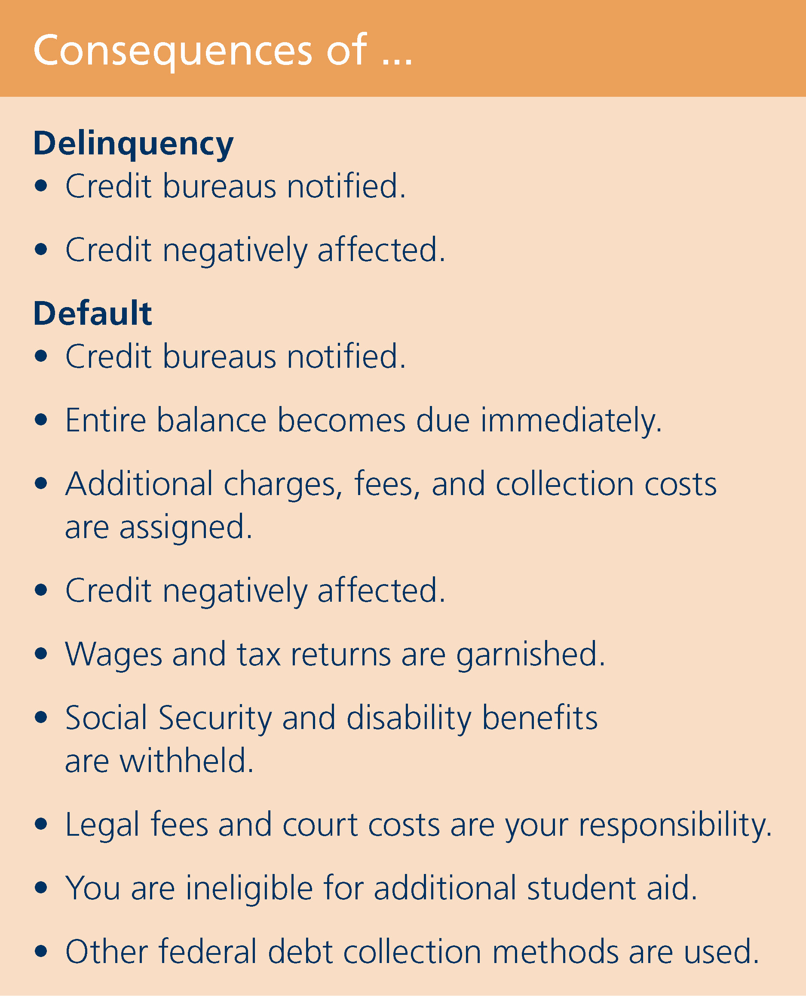 Consequences of ...
Delinquency
• Credit bureaus notified.
• Credit negatively affected.
Default
• Credit bureaus notified.
• Entire balance becomes due immediately.
• Additional charges, fees, and collection costs
are assigned.
• Credit negatively affected.
• Wages and tax returns are garnished.
• Social Security and disability benefits
are withheld.
• Legal fees and court costs are your responsibility.
• You are ineligible for additional student aid.
• Other federal debt collection methods are used.